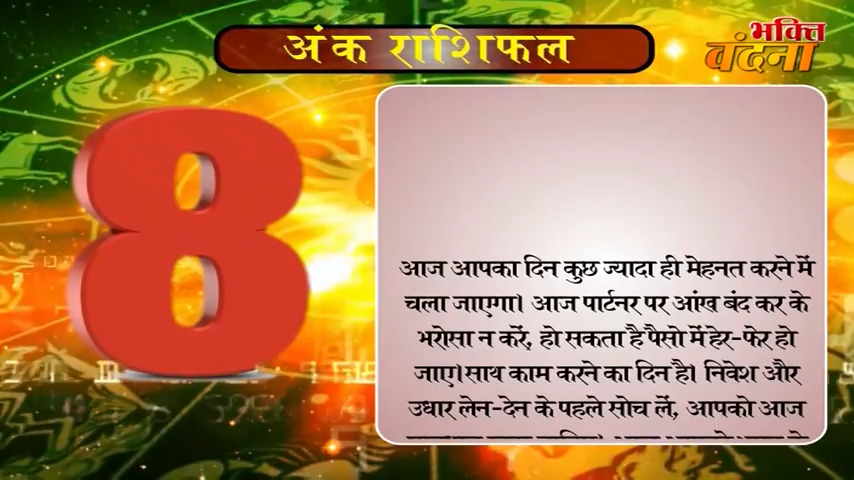 अंक राशिफल
भक्ति
वंदना
8
आज आपका दिन कुछ ज्यादा ही मेहनत करने में
चला जाएगा। आज पार्टनर पर आंख बंद कर के
भरोसा न करें, हो सकता है पैसो में हेर-फेर हो
जाए। साथ काम करने का दिन है। निवेश और
उधार लेन-देन के पहले सोच लें, आपको आज